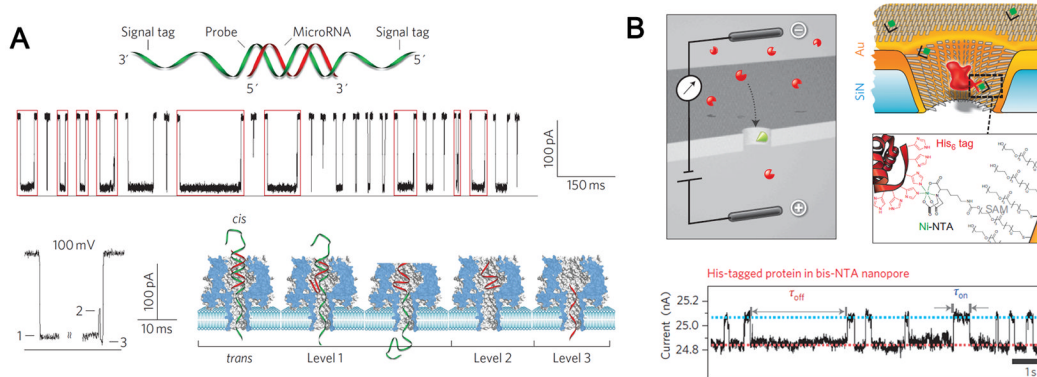 A
Signal tag
Probe
MicroRNA
Signal tag
3′
5′
5′
3′
100 pA
150 ms
100 mV
1
2
3
100 pA
10 ms
cis
trans
Level 1
Level 2
Level 3
B
−
+
Au
SiN
His₆ tag
SAM
Ni-NTA
His-tagged protein in bis-NTA nanopore
τoff
τon
Current (nA)
25.2
25.0
24.8
1s